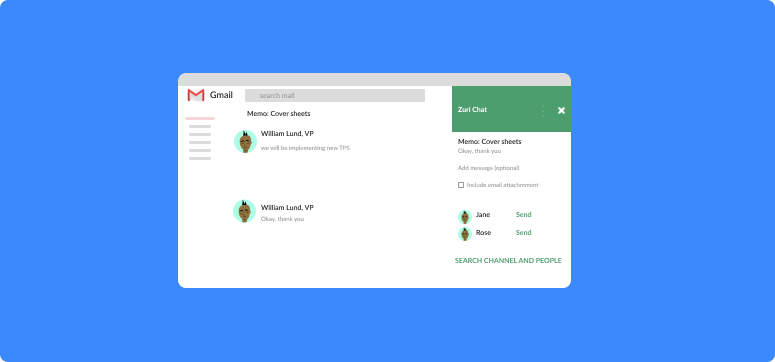 Gmail
search mail
Memo: Cover sheets
William Lund, VP
we will be implementing new TPS
William Lund, VP
Okay, thank you
Zuri Chat
Memo: Cover sheets
Okay, thank you
Add message (optional)
Include email attachmment
Jane Send
Rose Send
SEARCH CHANNEL AND PEOPLE